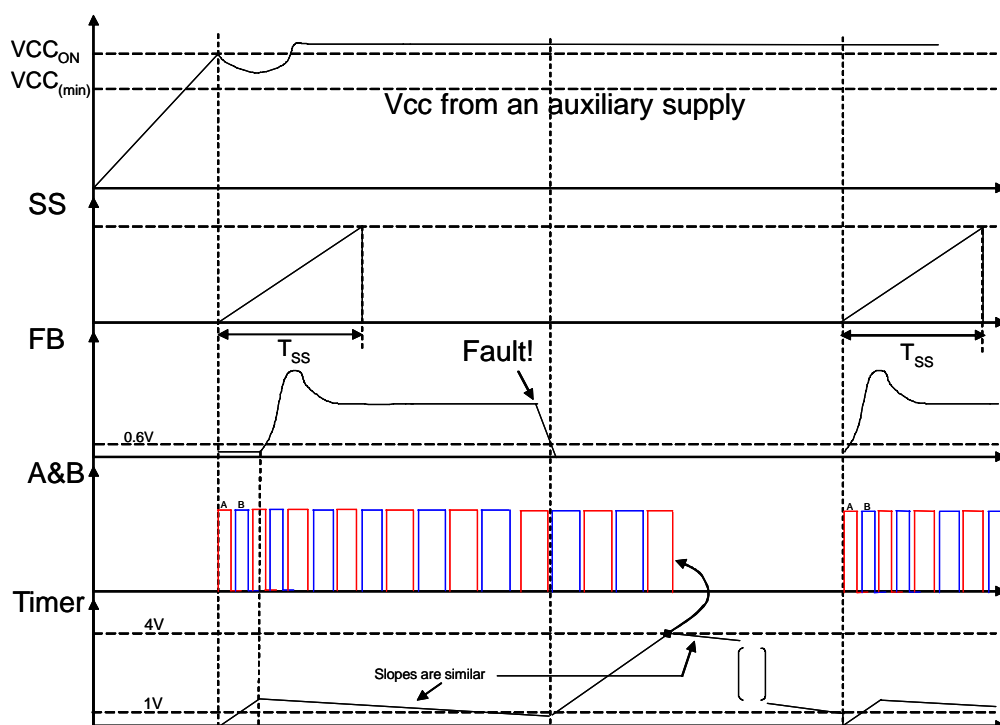 VCC_ON
VCC_(min)
Vcc from an auxiliary supply
SS
FB
T_SS
T_SS
Fault!
0.6V
A&B
A B
A B
Timer
4V
Slopes are similar
1V